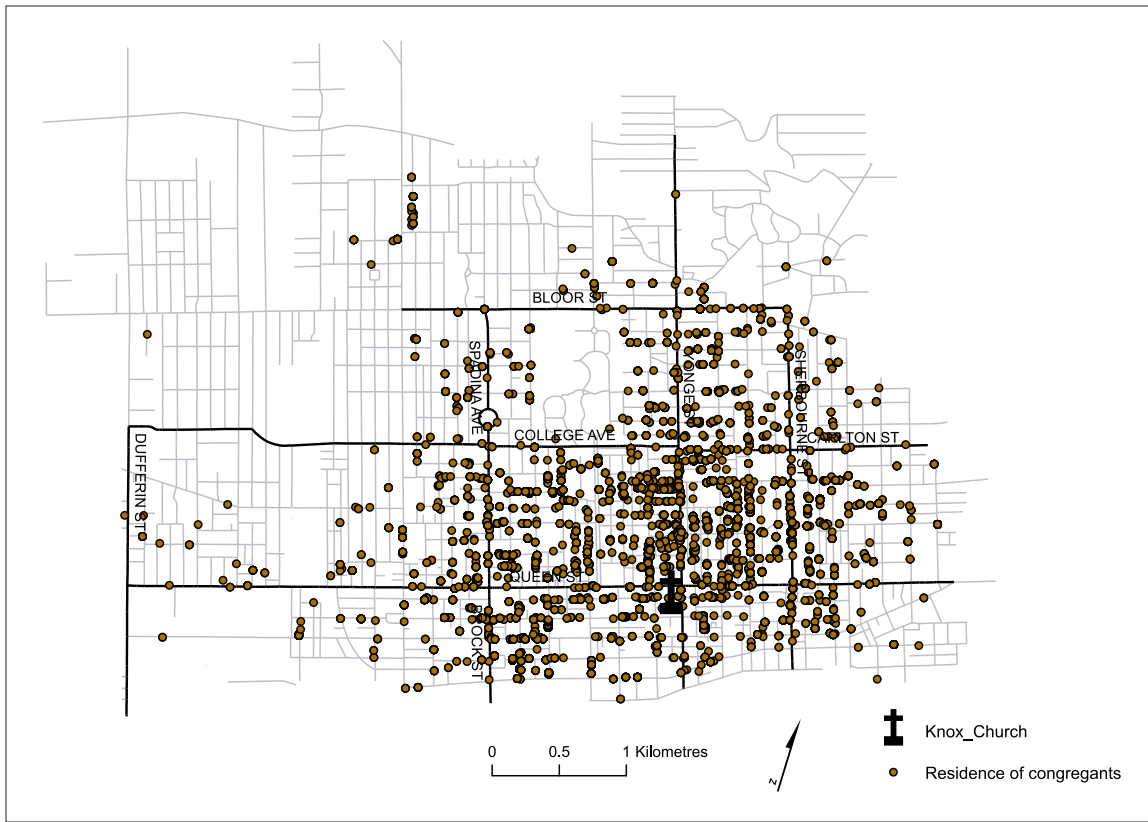 BLOOR ST
SPADINA AVE
YONGE ST
SHERBOURNE ST
COLLEGE AVE
CARLTON ST
DUFFERIN ST
QUEEN ST
BROCK ST
0 0.5 1 Kilometres
N
Knox_Church
Residence of congregants